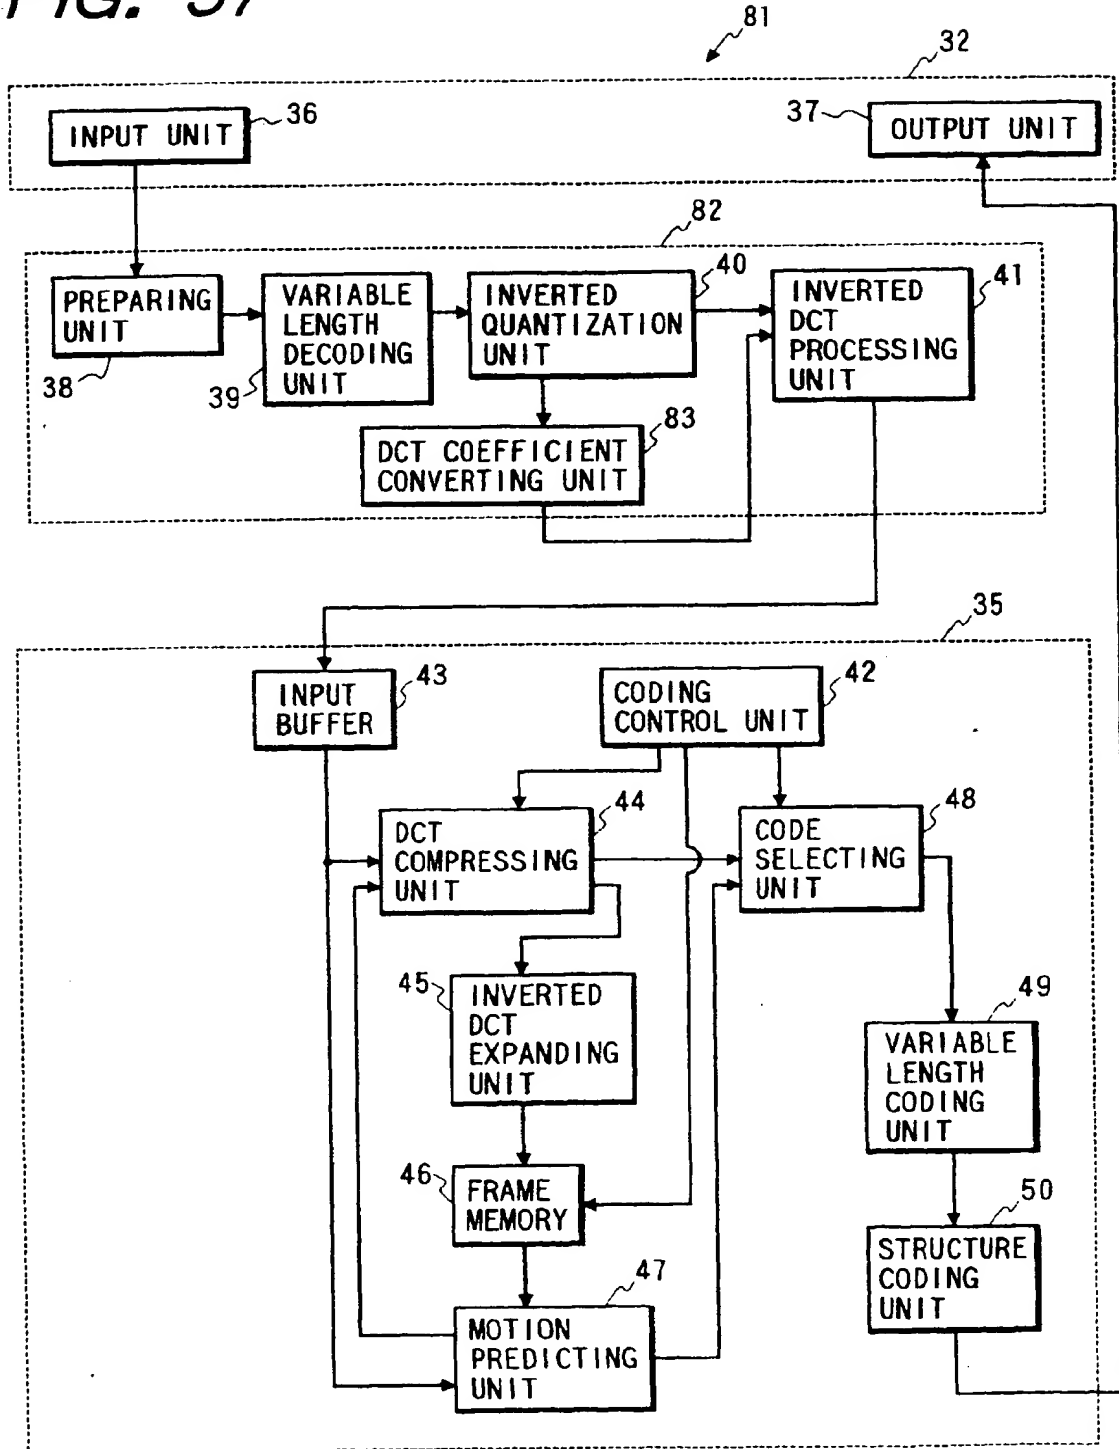 FIG. 37
81
32
INPUT UNIT
36
37
OUTPUT UNIT
82
PREPARING
UNIT
38
VARIABLE
LENGTH
DECODING
UNIT
39
INVERTED
QUANTIZATION
UNIT
40
INVERTED
DCT
PROCESSING
UNIT
41
DCT COEFFICIENT
CONVERTING UNIT
83
35
INPUT
BUFFER
43
CODING
CONTROL UNIT
42
DCT
COMPRESSING
UNIT
44
CODE
SELECTING
UNIT
48
45
INVERTED
DCT
EXPANDING
UNIT
49
VARIABLE
LENGTH
CODING
UNIT
46
FRAME
MEMORY
50
STRUCTURE
CODING
UNIT
47
MOTION
PREDICTING
UNIT